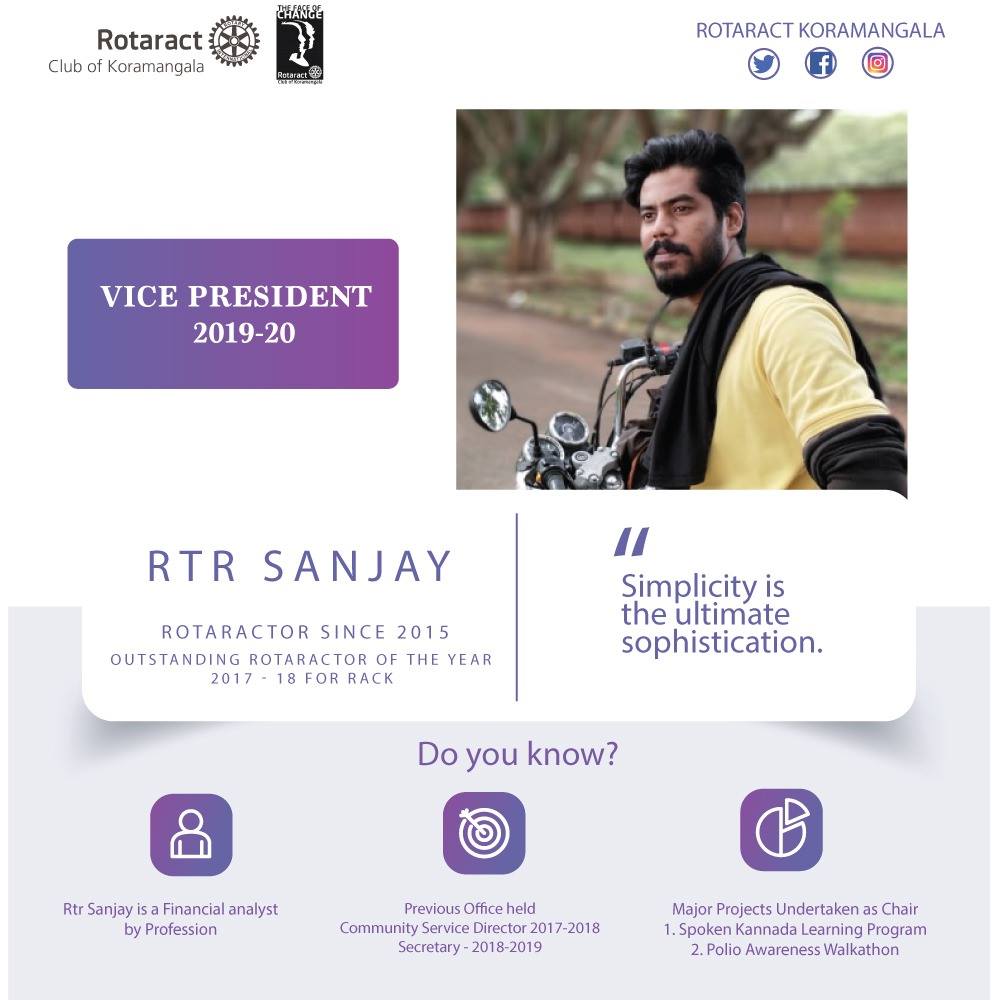 Rotaract
Club of Koramangala
THE FACE OF
CHANGE
Rotaract
Club of Koramangala
ROTARACT KORAMANGALA
VICE PRESIDENT
2019-20
RTR SANJAY
ROTARACTOR SINCE 2015
OUTSTANDING ROTARACTOR OF THE YEAR
2017 - 18 FOR RACK
“
Simplicity is
the ultimate
sophistication.
Do you know?
Rtr Sanjay is a Financial analyst
by Profession
Previous Office held
Community Service Director 2017-2018
Secretary - 2018-2019
Major Projects Undertaken as Chair
1. Spoken Kannada Learning Program
2. Polio Awareness Walkathon